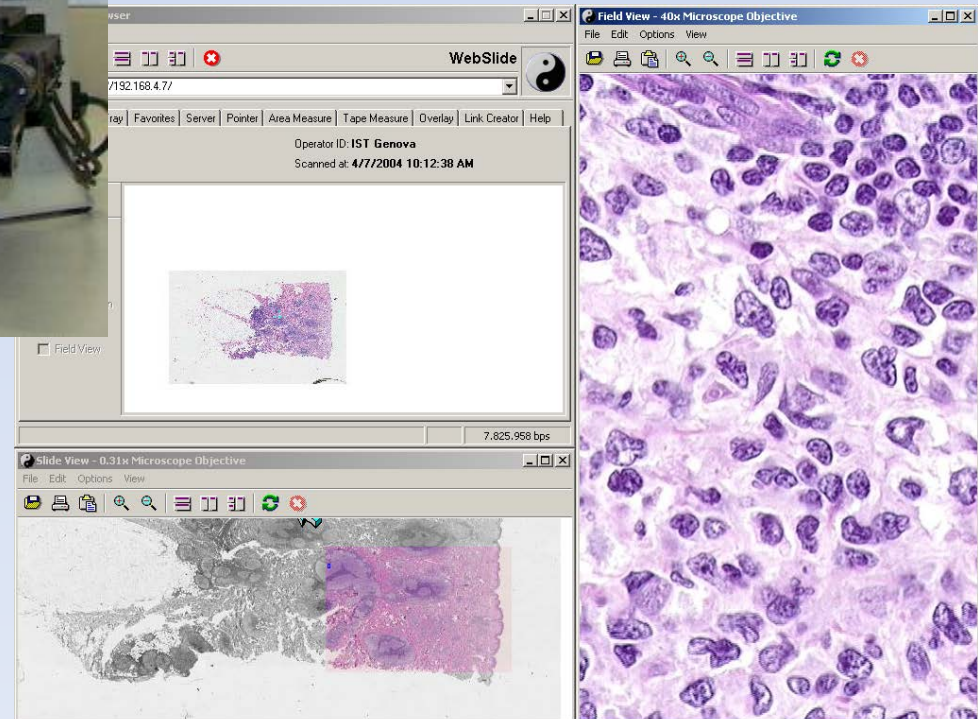 wser
WebSlide
/192.168.4.7/
ray Favorites Server Pointer Area Measure Tape Measure Overlay Link Creator Help
Operator ID: IST Genova
Scanned at: 4/7/2004 10:12:38 AM
Field View
7.825.958 bps
Slide View - 0.31x Microscope Objective
File Edit Options View
Field View - 40x Microscope Objective
File Edit Options View